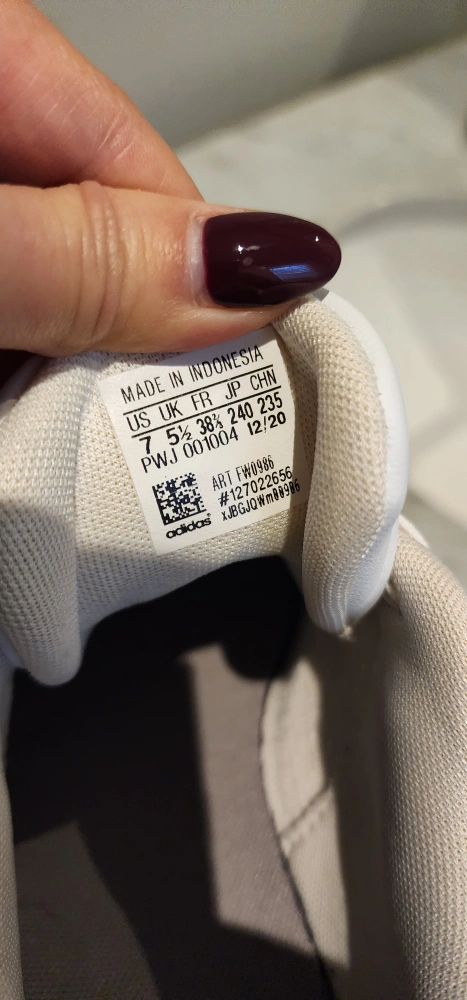 MADE IN INDONESIA
US UK FR JP CHN
7 5½ 38⅔ 240 235
PWJ 001004 12/20
ART FW0986
#127022656
adidas